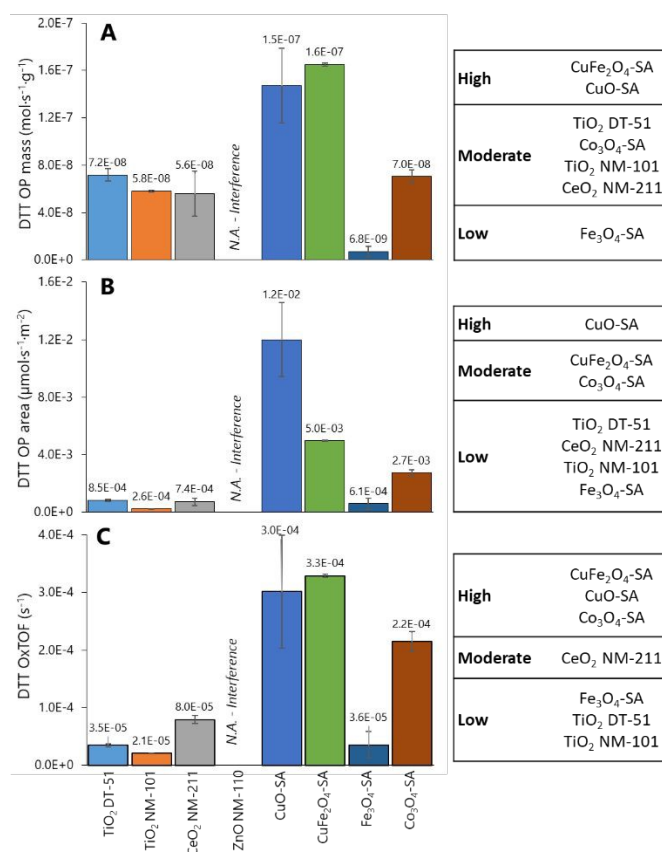 A
DTT OP mass (mol·s⁻¹·g⁻¹)
2.0E-7
1.6E-7
1.2E-7
8.0E-8
4.0E-8
0.0E+0
7.2E-08
5.8E-08
5.6E-08
N.A. - Interference
1.5E-07
1.6E-07
6.8E-09
7.0E-08
High
CuFe₂O₄-SA
CuO-SA
Moderate
TiO₂ DT-51
Co₃O₄-SA
TiO₂ NM-101
CeO₂ NM-211
Low
Fe₃O₄-SA
B
DTT OP area (μmol·s⁻¹·m⁻²)
1.6E-2
1.2E-2
8.0E-3
4.0E-3
0.0E+0
8.5E-04
2.6E-04
7.4E-04
N.A. - Interference
1.2E-02
5.0E-03
6.1E-04
2.7E-03
High
CuO-SA
Moderate
CuFe₂O₄-SA
Co₃O₄-SA
Low
TiO₂ DT-51
CeO₂ NM-211
TiO₂ NM-101
Fe₃O₄-SA
C
DTT OxTOF (s⁻¹)
4.0E-4
3.0E-4
2.0E-4
1.0E-4
0.0E+0
3.5E-05
2.1E-05
8.0E-05
N.A. - Interference
3.0E-04
3.3E-04
3.6E-05
2.2E-04
High
CuFe₂O₄-SA
CuO-SA
Co₃O₄-SA
Moderate
CeO₂ NM-211
Low
Fe₃O₄-SA
TiO₂ DT-51
TiO₂ NM-101
TiO₂ DT-51
TiO₂ NM-101
CeO₂ NM-211
ZnO NM-110
CuO-SA
CuFe₂O₄-SA
Fe₃O₄-SA
Co₃O₄-SA